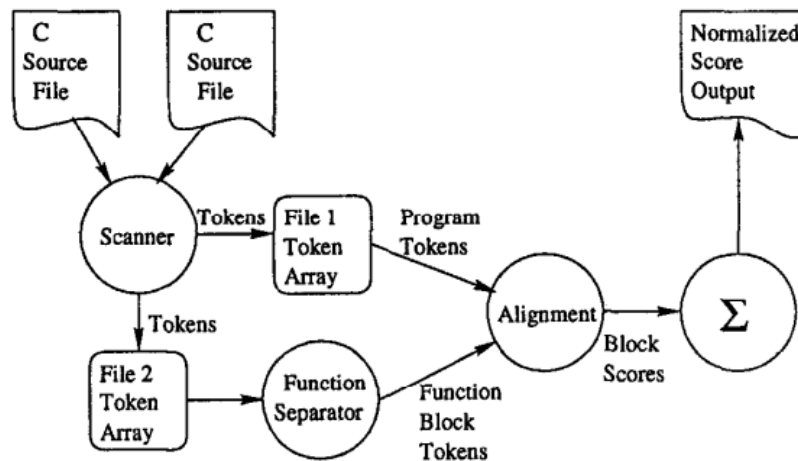 C
Source
File
C
Source
File
Normalized
Score
Output
Scanner
Tokens
File 1
Token
Array
Program
Tokens
Tokens
Alignment
Σ
Block
Scores
File 2
Token
Array
Function
Separator
Function
Block
Tokens